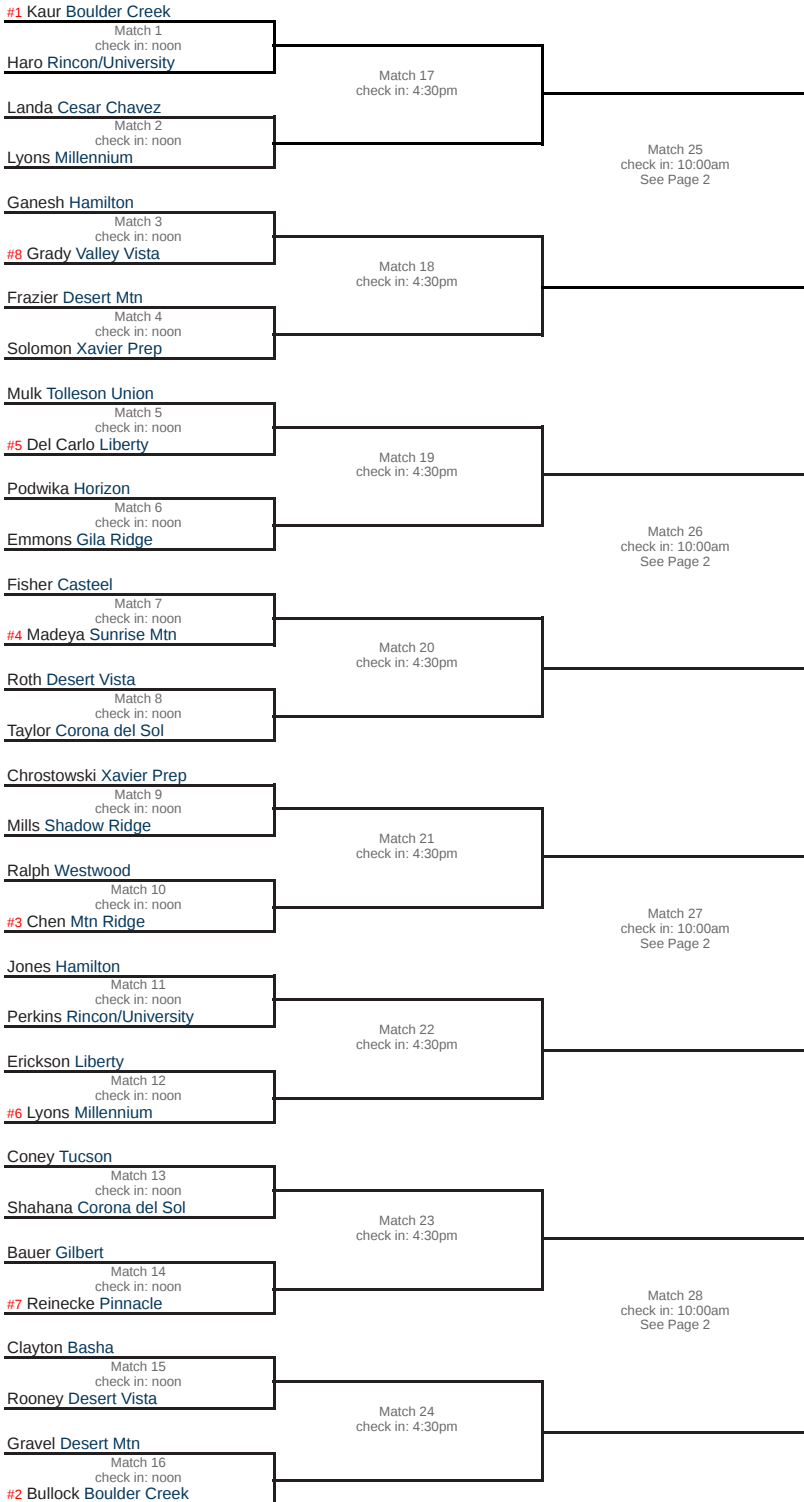 #1 Kaur Boulder Creek
Match 1
check in: noon
Haro Rincon/University
Match 17
check in: 4:30pm
Landa Cesar Chavez
Match 2
check in: noon
Lyons Millennium
Match 25
check in: 10:00am
See Page 2
Ganesh Hamilton
Match 3
check in: noon
#8 Grady Valley Vista
Match 18
check in: 4:30pm
Frazier Desert Mtn
Match 4
check in: noon
Solomon Xavier Prep
Mulk Tolleson Union
Match 5
check in: noon
#5 Del Carlo Liberty
Match 19
check in: 4:30pm
Podwika Horizon
Match 6
check in: noon
Emmons Gila Ridge
Match 26
check in: 10:00am
See Page 2
Fisher Casteel
Match 7
check in: noon
#4 Madeya Sunrise Mtn
Match 20
check in: 4:30pm
Roth Desert Vista
Match 8
check in: noon
Taylor Corona del Sol
Chrostowski Xavier Prep
Match 9
check in: noon
Mills Shadow Ridge
Match 21
check in: 4:30pm
Ralph Westwood
Match 10
check in: noon
#3 Chen Mtn Ridge
Match 27
check in: 10:00am
See Page 2
Jones Hamilton
Match 11
check in: noon
Perkins Rincon/University
Match 22
check in: 4:30pm
Erickson Liberty
Match 12
check in: noon
#6 Lyons Millennium
Coney Tucson
Match 13
check in: noon
Shahana Corona del Sol
Match 23
check in: 4:30pm
Bauer Gilbert
Match 14
check in: noon
#7 Reinecke Pinnacle
Match 28
check in: 10:00am
See Page 2
Clayton Basha
Match 15
check in: noon
Rooney Desert Vista
Match 24
check in: 4:30pm
Gravel Desert Mtn
Match 16
check in: noon
#2 Bullock Boulder Creek